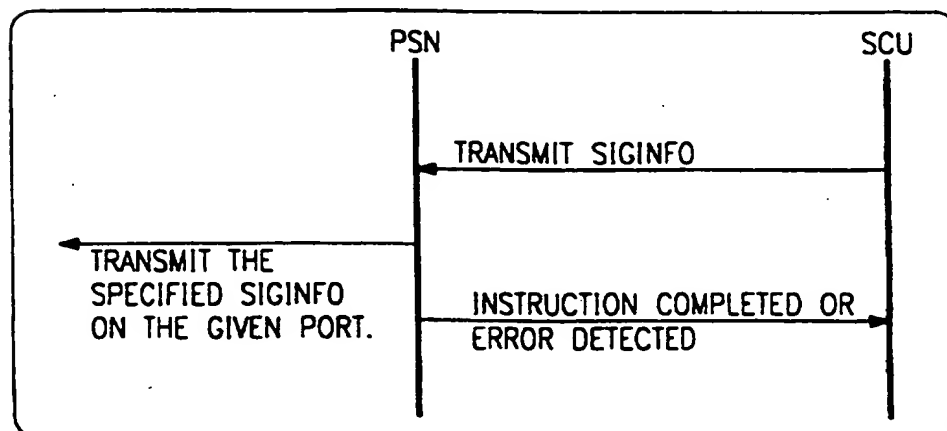 PSN
SCU
TRANSMIT SIGINFO
TRANSMIT THE
SPECIFIED SIGINFO
ON THE GIVEN PORT.
INSTRUCTION COMPLETED OR
ERROR DETECTED